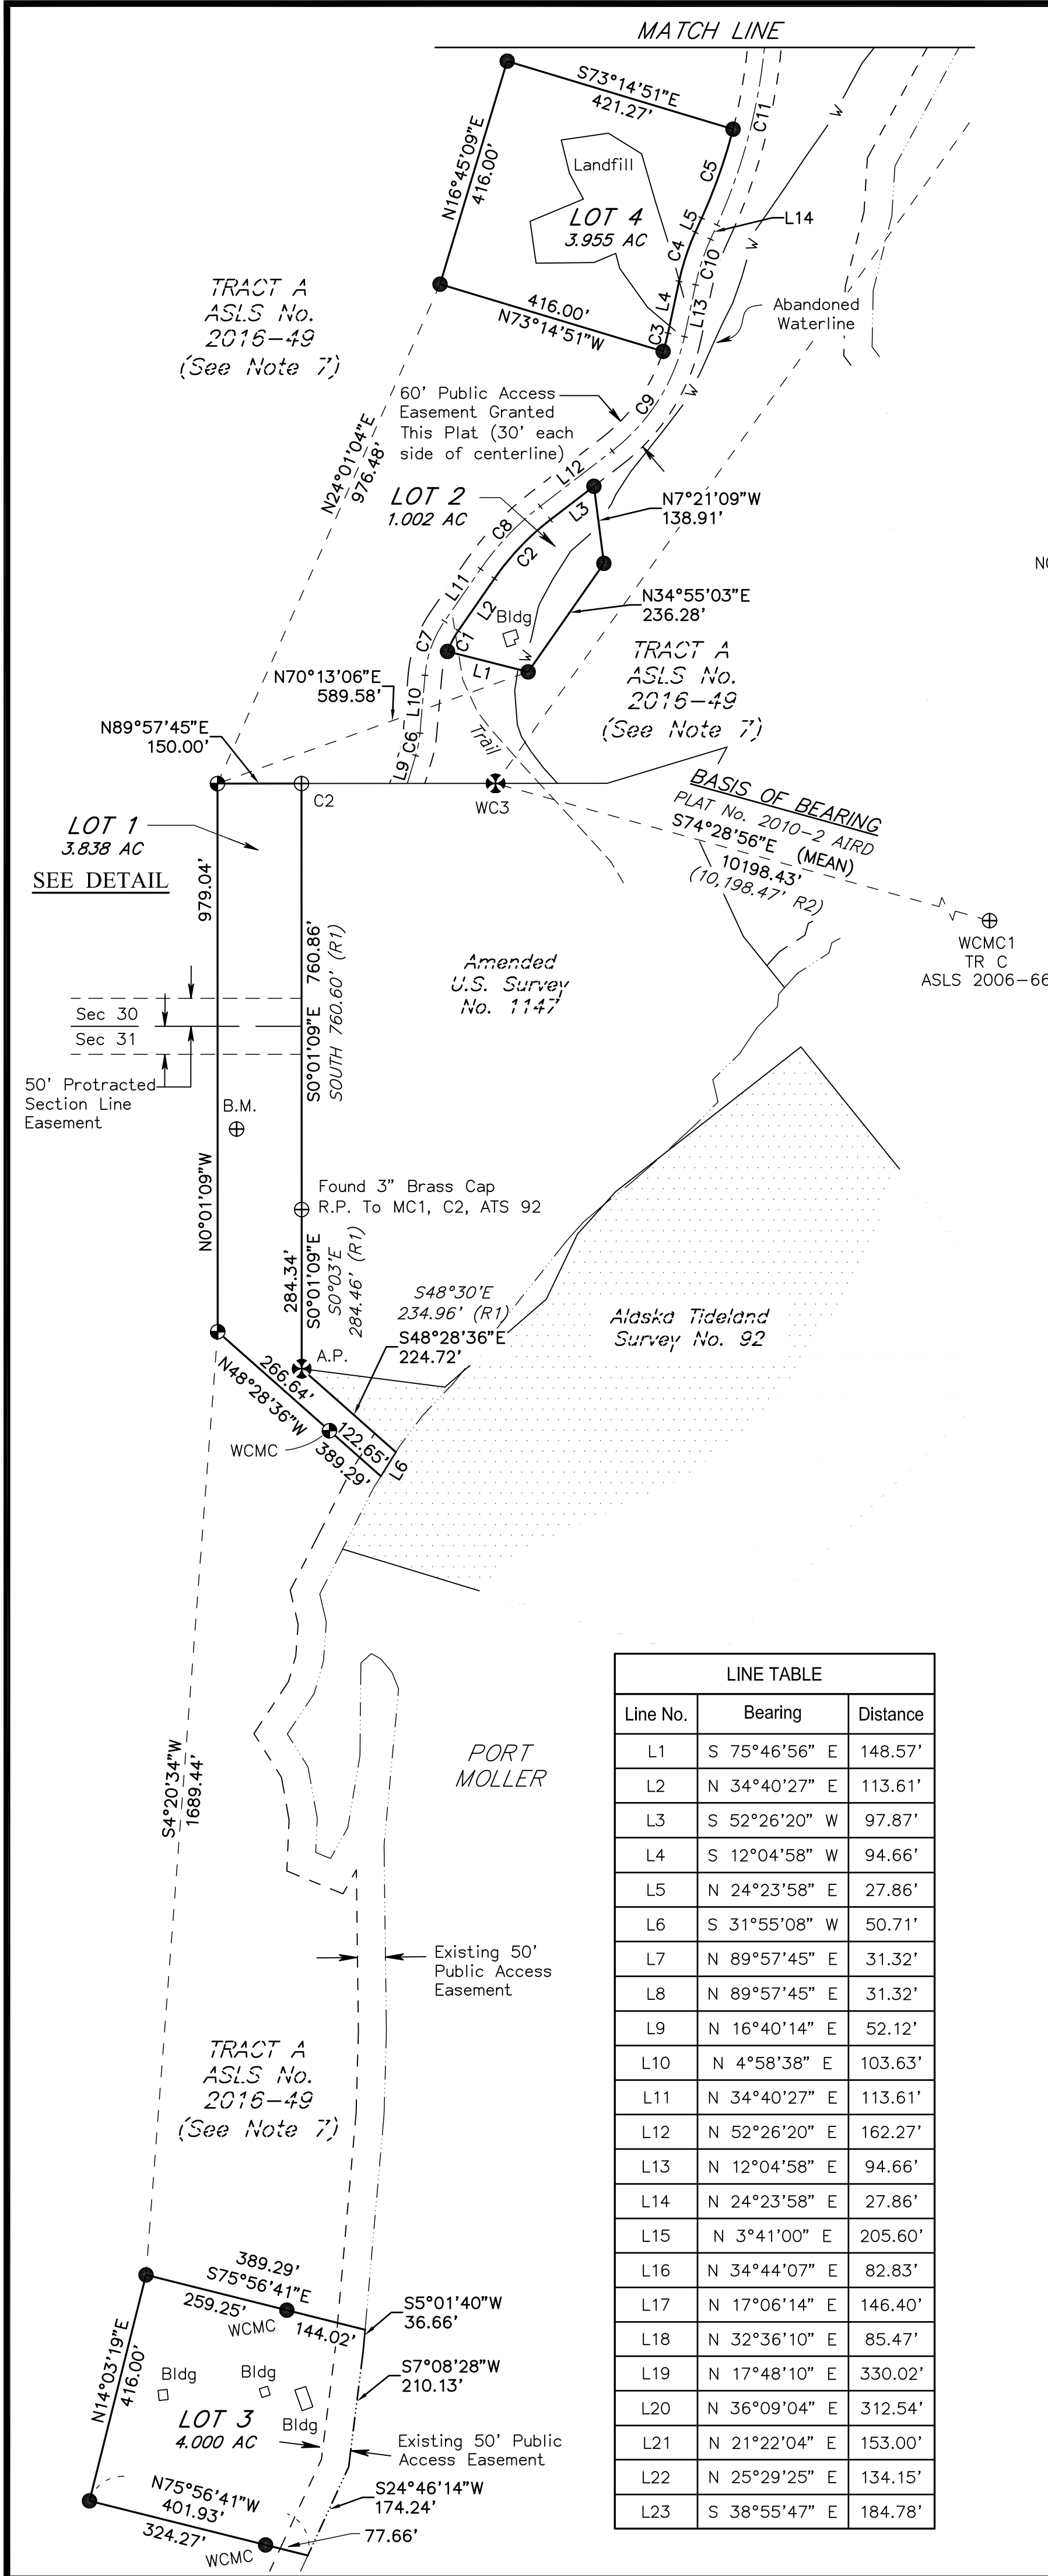 MATCH LINE
S73°14'51"E
421.27'
N16°45'09"E
416.00'
C11
W
C5
Landfill
L5
L14
LOT 4
3.955 AC
W
C4
C10
TRACT A
ASLS No.
2016-49
(See Note 7)
416.00'
N73°14'51"W
L4
L13
Abandoned
Waterline
C3
60' Public Access
Easement Granted
This Plat (30' each
side of centerline)
W
C9
N24°01'04"E
976.48'
L12
LOT 2
1.002 AC
L3
N7°21'09"W
138.91'
C8
C2
NO
L11
L2
N34°55'03"E
236.28'
Bldg
C7
C1
W
L1
TRACT A
ASLS No.
2016-49
(See Note 7)
N70°13'06"E
589.58'
L10
N89°57'45"E
150.00'
C6
Trail
L9
C2
WC3
BASIS OF BEARING
PLAT No. 2010-2 AIRD
S74°28'56"E (MEAN)
10198.43'
(10,198.47' R2)
LOT 1
3.838 AC
SEE DETAIL
979.04'
S0°01'09"E 760.86'
SOUTH 760.60' (R1)
WCMC1
TR C
ASLS 2006-66
Amended
U.S. Survey
No. 1147
Sec 30
Sec 31
50' Protracted
Section Line
Easement
B.M.
N0°01'09"W
Found 3" Brass Cap
R.P. To MC1, C2, ATS 92
284.34'
S0°01'09"E
S0°03'E
284.46' (R1)
S48°30'E
234.96' (R1)
S48°28'36"E
224.72'
Alaska Tideland
Survey No. 92
A.P.
266.64'
N48°28'36"W
122.65'
389.29'
WCMC
L6
PORT
MOLLER
S4°20'34"W
1689.44'
Existing 50'
Public Access
Easement
TRACT A
ASLS No.
2016-49
(See Note 7)
389.29'
S75°56'41"E
259.25'
WCMC
144.02'
S5°01'40"W
36.66'
N14°03'19"E
416.00'
Bldg
Bldg
Bldg
S7°08'28"W
210.13'
LOT 3
4.000 AC
Existing 50' Public
Access Easement
N75°56'41"W
401.93'
324.27'
S24°46'14"W
174.24'
77.66'
WCMC
LINE TABLE
Line No. Bearing Distance
L1 S 75°46'56" E 148.57'
L2 N 34°40'27" E 113.61'
L3 S 52°26'20" W 97.87'
L4 S 12°04'58" W 94.66'
L5 N 24°23'58" E 27.86'
L6 S 31°55'08" W 50.71'
L7 N 89°57'45" E 31.32'
L8 N 89°57'45" E 31.32'
L9 N 16°40'14" E 52.12'
L10 N 4°58'38" E 103.63'
L11 N 34°40'27" E 113.61'
L12 N 52°26'20" E 162.27'
L13 N 12°04'58" E 94.66'
L14 N 24°23'58" E 27.86'
L15 N 3°41'00" E 205.60'
L16 N 34°44'07" E 82.83'
L17 N 17°06'14" E 146.40'
L18 N 32°36'10" E 85.47'
L19 N 17°48'10" E 330.02'
L20 N 36°09'04" E 312.54'
L21 N 21°22'04" E 153.00'
L22 N 25°29'25" E 134.15'
L23 S 38°55'47" E 184.78'